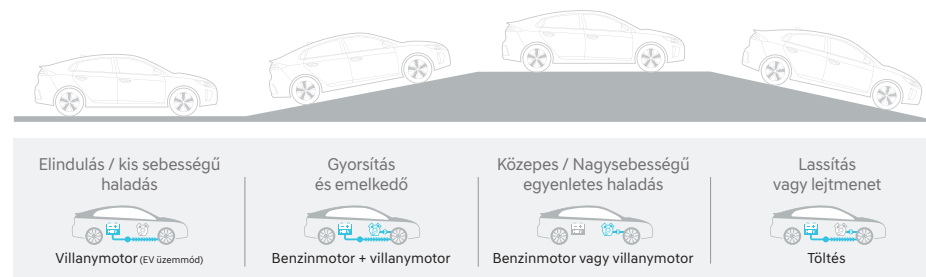 Elindulás / kis sebességű
haladás
Villanymotor (EV üzemmód)
Gyorsítás
és emelkedő
Benzinmotor + villanymotor
Közepes / Nagysebességű
egyenletes haladás
Benzinmotor vagy villanymotor
Lassítás
vagy lejtmenet
Töltés